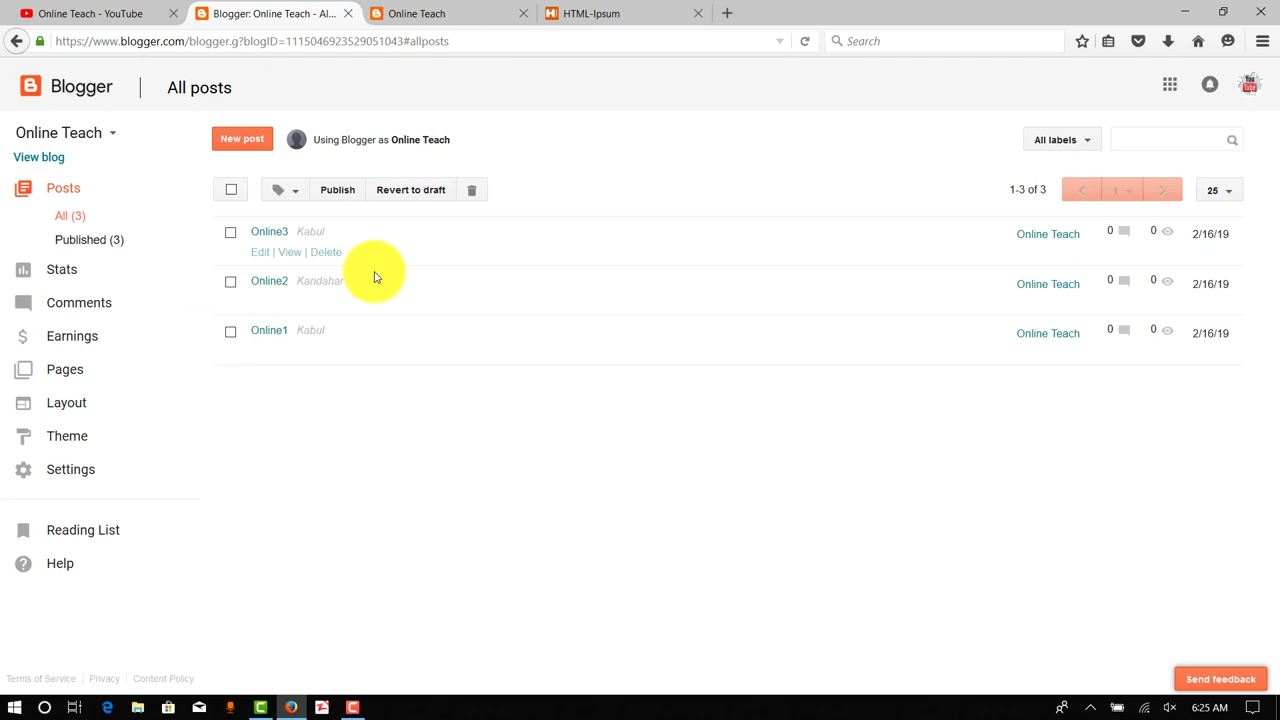 Online Teach - YouTube
Blogger: Online Teach - Al...
Online Teach
HTML-Ipsum
https://www.blogger.com/blogger.g?blogID=1115046923529051043#allposts
Search
Blogger
All posts
Online Teach
View blog
New post
Using Blogger as Online Teach
All labels
Posts
All (3)
Published (3)
Stats
Comments
Earnings
Pages
Layout
Theme
Settings
Reading List
Help
Publish
Revert to draft
1-3 of 3
1
25
Online3 Kabul
Edit | View | Delete
Online Teach 0 0 2/16/19
Online2 Kandahar
Online Teach 0 0 2/16/19
Online1 Kabul
Online Teach 0 0 2/16/19
Terms of Service | Privacy | Content Policy
Send feedback
6:25 AM